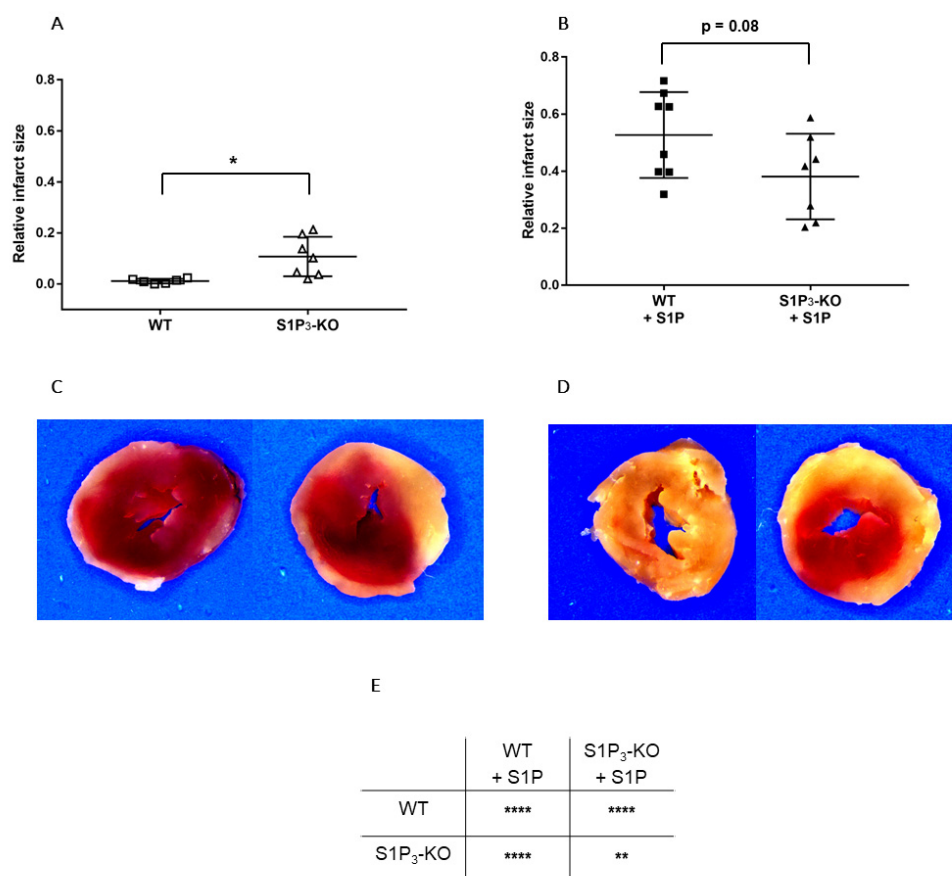 A
Relative infarct size
0.8
0.6
0.4
0.2
0.0
*
WT
S1P₃-KO
B
p = 0.08
Relative infarct size
0.8
0.6
0.4
0.2
0.0
WT
+ S1P
S1P₃-KO
+ S1P
C
D
E
WT
+ S1P
S1P₃-KO
+ S1P
WT
****
****
S1P₃-KO
****
**